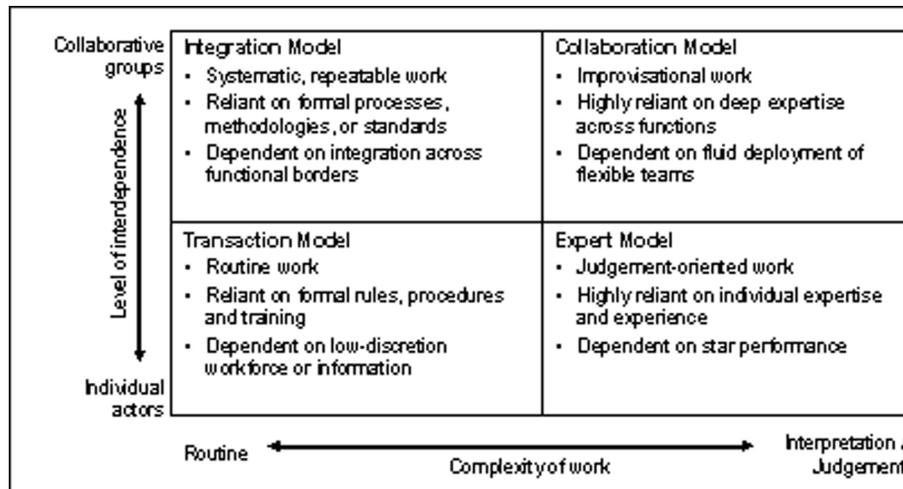 Collaborative
groups
Level of interdependence
Individual
actors
Integration Model
• Systematic, repeatable work
• Reliant on formal processes,
methodologies, or standards
• Dependent on integration across
functional borders
Collaboration Model
• Improvisational work
• Highly reliant on deep expertise
across functions
• Dependent on fluid deployment of
flexible teams
Transaction Model
• Routine work
• Reliant on formal rules, procedures
and training
• Dependent on low-discretion
workforce or information
Expert Model
• Judgement-oriented work
• Highly reliant on individual expertise
and experience
• Dependent on star performance
Routine
Complexity of work
Interpretation /
Judgement